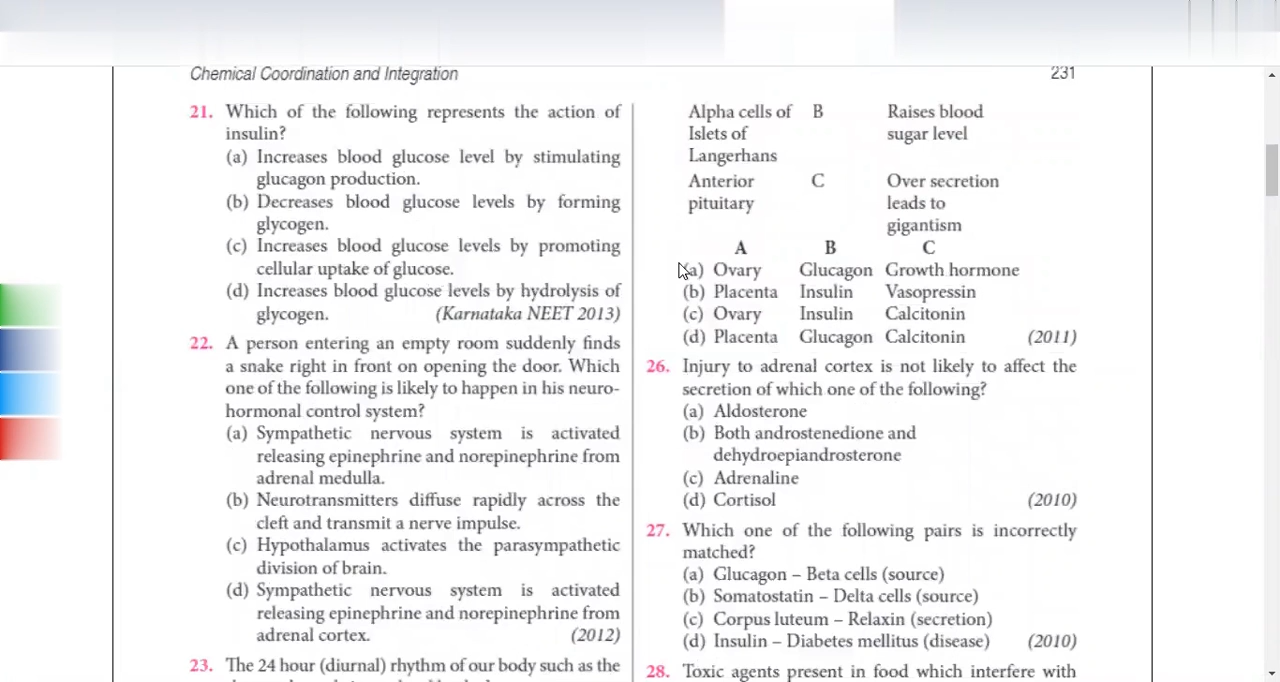 Chemical Coordination and Integration
231
21. Which of the following represents the action of
insulin?
(a) Increases blood glucose level by stimulating
glucagon production.
(b) Decreases blood glucose levels by forming
glycogen.
(c) Increases blood glucose levels by promoting
cellular uptake of glucose.
(d) Increases blood glucose levels by hydrolysis of
glycogen. (Karnataka NEET 2013)
22. A person entering an empty room suddenly finds
a snake right in front on opening the door. Which
one of the following is likely to happen in his neuro-
hormonal control system?
(a) Sympathetic nervous system is activated
releasing epinephrine and norepinephrine from
adrenal medulla.
(b) Neurotransmitters diffuse rapidly across the
cleft and transmit a nerve impulse.
(c) Hypothalamus activates the parasympathetic
division of brain.
(d) Sympathetic nervous system is activated
releasing epinephrine and norepinephrine from
adrenal cortex. (2012)
23. The 24 hour (diurnal) rhythm of our body such as the
Alpha cells of B Raises blood
Islets of sugar level
Langerhans
Anterior C Over secretion
pituitary leads to
gigantism
A B C
(a) Ovary Glucagon Growth hormone
(b) Placenta Insulin Vasopressin
(c) Ovary Insulin Calcitonin
(d) Placenta Glucagon Calcitonin (2011)
26. Injury to adrenal cortex is not likely to affect the
secretion of which one of the following?
(a) Aldosterone
(b) Both androstenedione and
dehydroepiandrosterone
(c) Adrenaline
(d) Cortisol (2010)
27. Which one of the following pairs is incorrectly
matched?
(a) Glucagon – Beta cells (source)
(b) Somatostatin – Delta cells (source)
(c) Corpus luteum – Relaxin (secretion)
(d) Insulin – Diabetes mellitus (disease) (2010)
28. Toxic agents present in food which interfere with